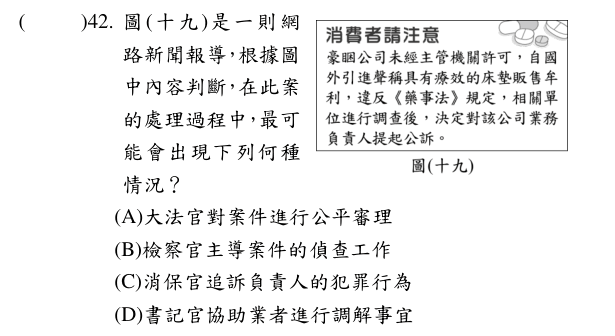 (　　)42. 圖(十九)是一則網
路新聞報導，根據圖
中內容判斷，在此案
的處理過程中，最可
能會出現下列何種
情況？
消費者請注意
豪睏公司未經主管機關許可，自國
外引進聲稱具有療效的床墊販售牟
利，違反《藥事法》規定，相關單
位進行調查後，決定對該公司業務
負責人提起公訴。
圖(十九)
(A)大法官對案件進行公平審理
(B)檢察官主導案件的偵查工作
(C)消保官追訴負責人的犯罪行為
(D)書記官協助業者進行調解事宜